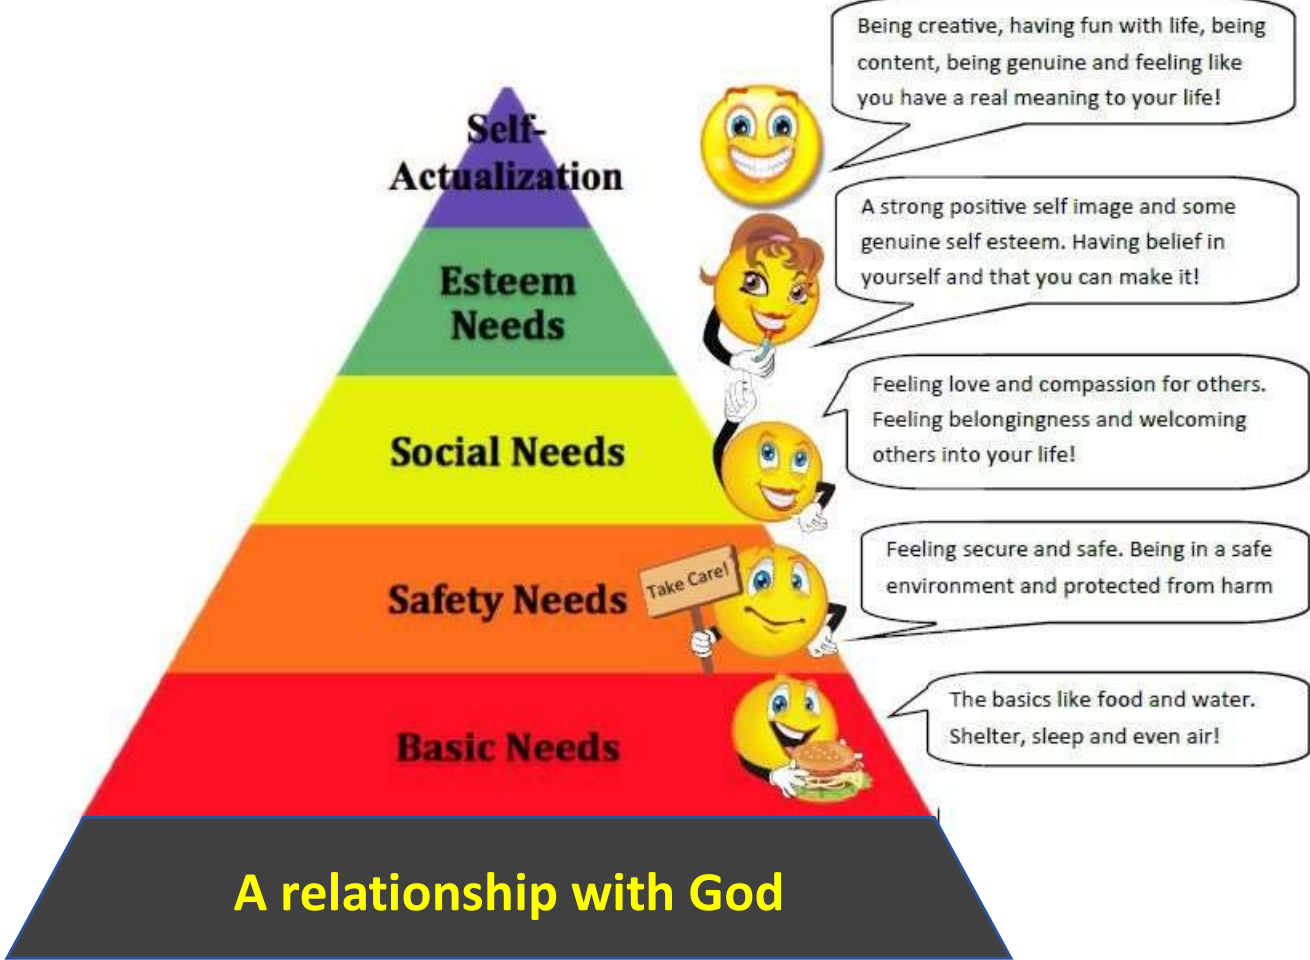 Being creative, having fun with life, being
content, being genuine and feeling like
you have a real meaning to your life!
Self-
Actualization
A strong positive self image and some
genuine self esteem. Having belief in
yourself and that you can make it!
Esteem
Needs
Feeling love and compassion for others.
Feeling belongingness and welcoming
others into your life!
Social Needs
Feeling secure and safe. Being in a safe
environment and protected from harm
Take Care!
Safety Needs
The basics like food and water.
Shelter, sleep and even air!
Basic Needs
A relationship with God